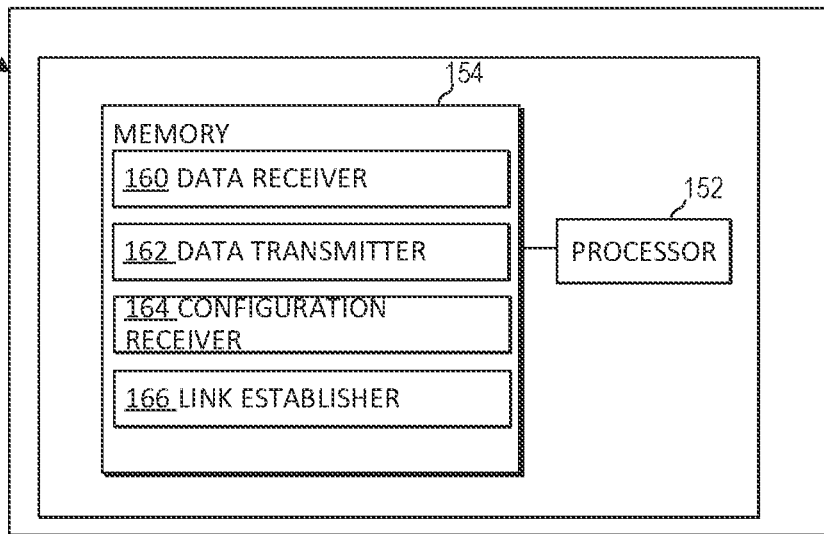 154
MEMORY
160 DATA RECEIVER
152
162 DATA TRANSMITTER
PROCESSOR
164 CONFIGURATION
RECEIVER
166 LINK ESTABLISHER